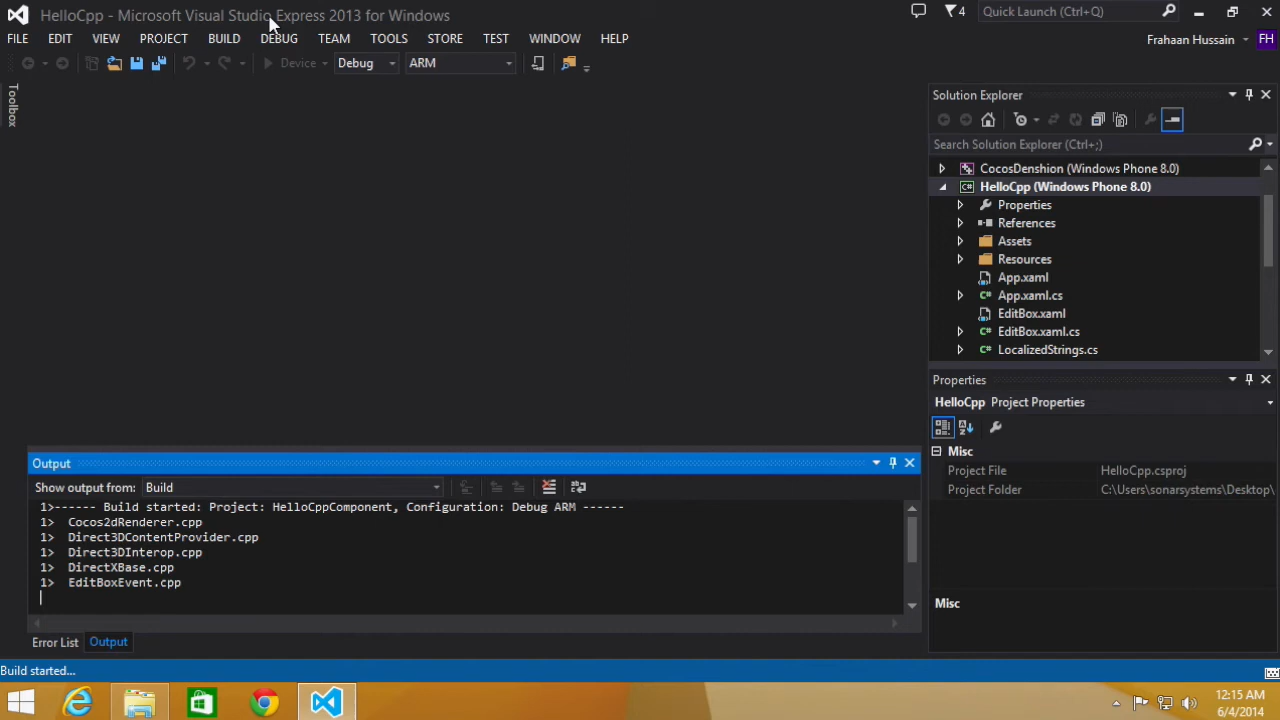 HelloCpp - Microsoft Visual Studio Express 2013 for Windows
4
Quick Launch (Ctrl+Q)
FILE EDIT VIEW PROJECT BUILD DEBUG TEAM TOOLS STORE TEST WINDOW HELP
Frahaan Hussain FH
Device Debug ARM
Toolbox
Solution Explorer
Search Solution Explorer (Ctrl+;)
CocosDenshion (Windows Phone 8.0)
HelloCpp (Windows Phone 8.0)
Properties
References
Assets
Resources
App.xaml
App.xaml.cs
EditBox.xaml
EditBox.xaml.cs
LocalizedStrings.cs
Properties
HelloCpp Project Properties
Misc
Project File HelloCpp.csproj
Project Folder C:\Users\sonarsystems\Desktop\
Misc
Output
Show output from: Build
1>------ Build started: Project: HelloCppComponent, Configuration: Debug ARM ------
1> Cocos2dRenderer.cpp
1> Direct3DContentProvider.cpp
1> Direct3DInterop.cpp
1> DirectXBase.cpp
1> EditBoxEvent.cpp
Error List Output
Build started...
12:15 AM
6/4/2014